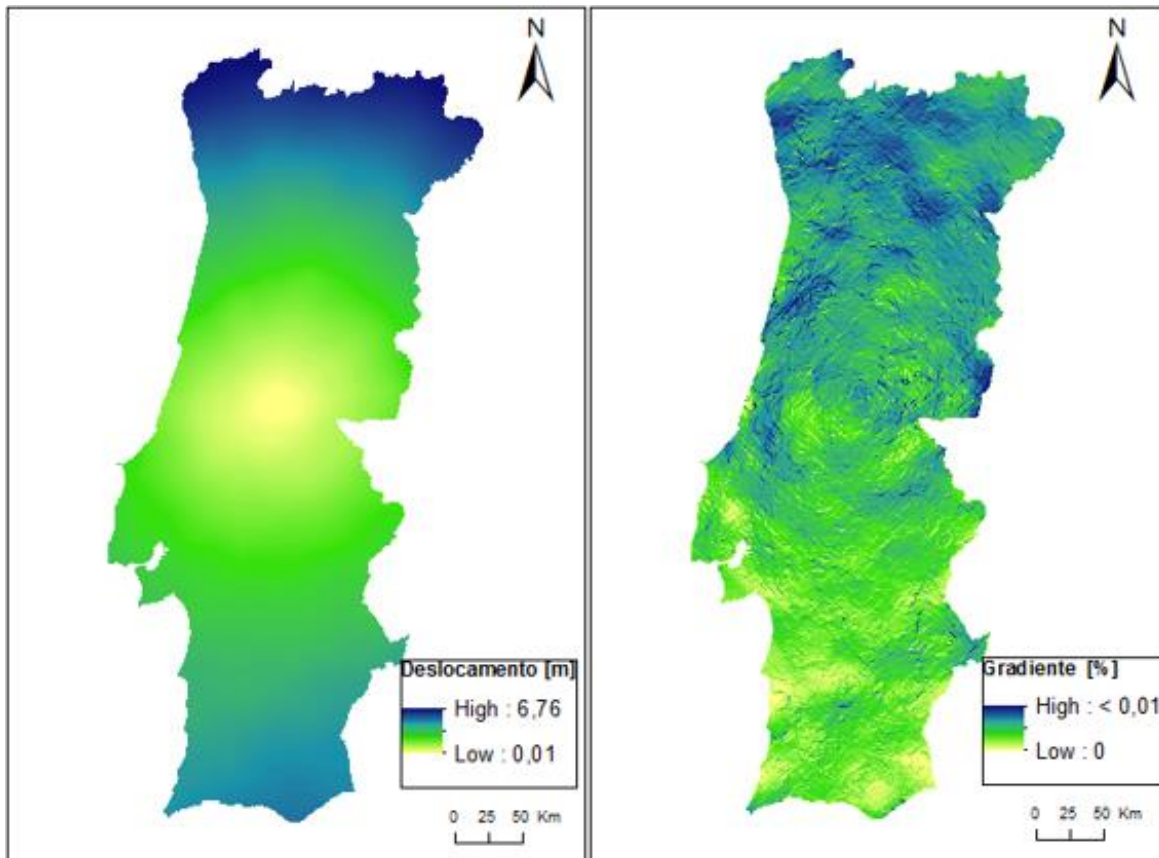 N
Deslocamento [m]
High : 6,76
Low : 0,01
0 25 50 Km
N
Gradiente [%]
High : < 0,01
Low : 0
0 25 50 Km